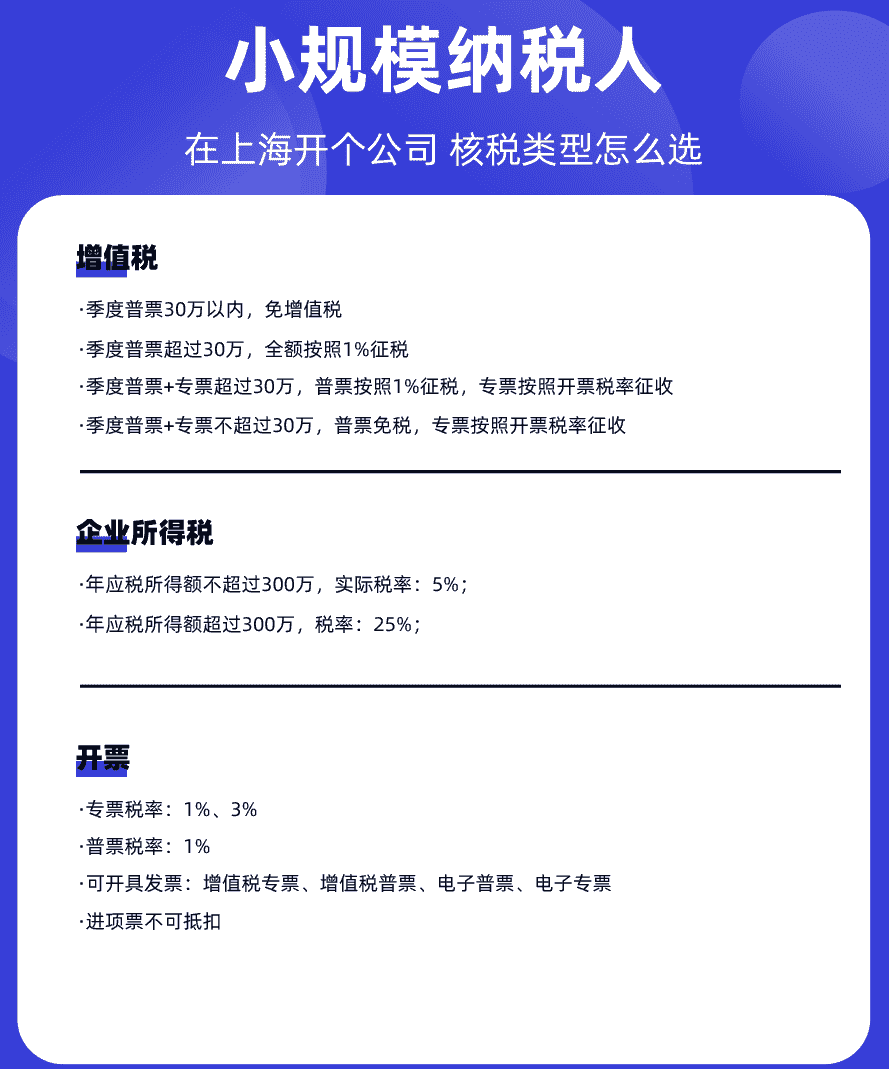 小规模纳税人
在上海开个公司 核税类型怎么选
增值税
·季度普票30万以内，免增值税
·季度普票超过30万，全额按照1%征税
·季度普票+专票超过30万，普票按照1%征税，专票按照开票税率征收
·季度普票+专票不超过30万，普票免税，专票按照开票税率征收
企业所得税
·年应税所得额不超过300万，实际税率：5%；
·年应税所得额超过300万，税率：25%；
开票
·专票税率：1%、3%
·普票税率：1%
·可开具发票：增值税专票、增值税普票、电子普票、电子专票
·进项票不可抵扣